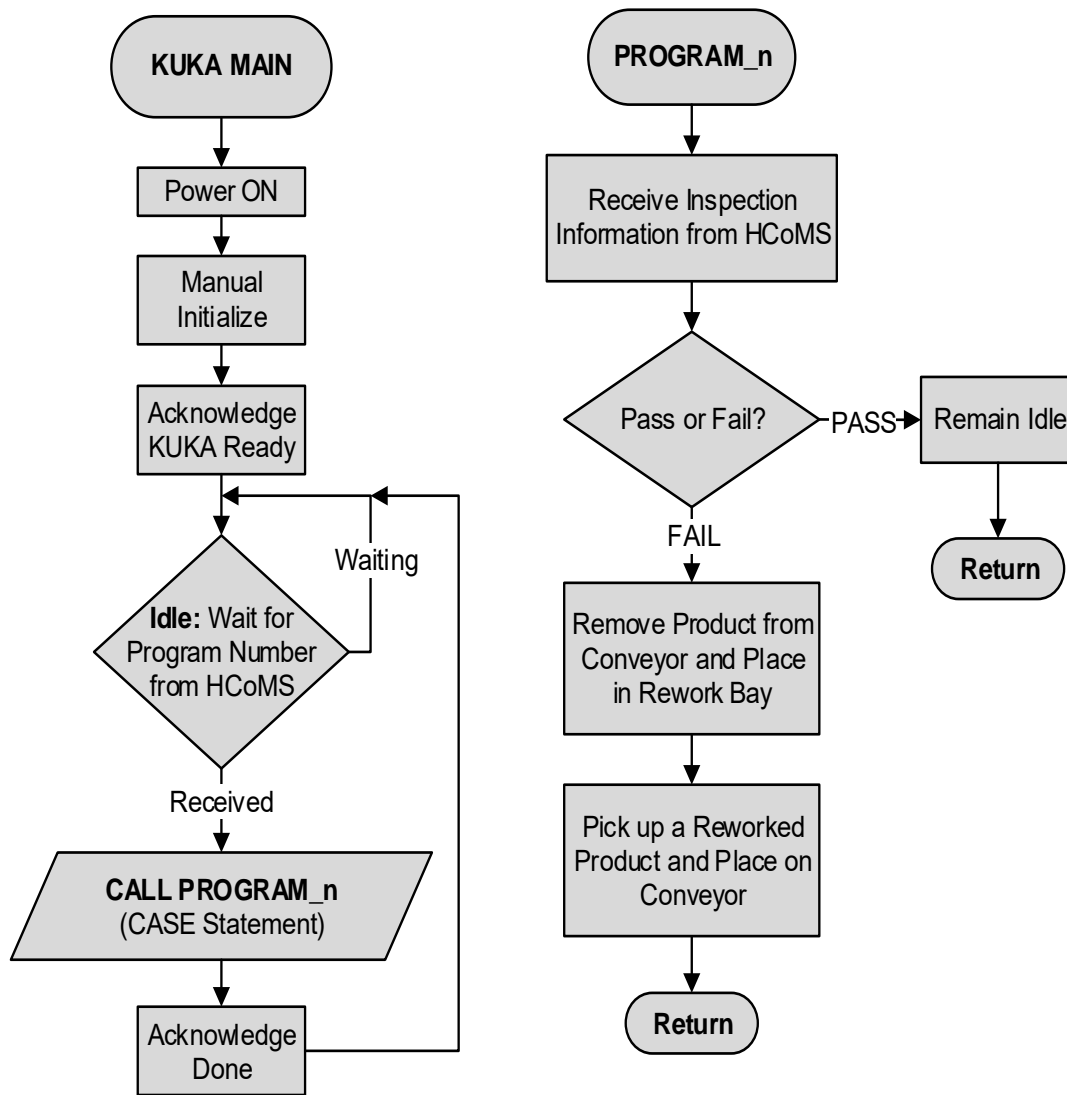 KUKA MAIN
Power ON
Manual
Initialize
Acknowledge
KUKA Ready
Waiting
Idle: Wait for
Program Number
from HCoMS
Received
CALL PROGRAM_n
(CASE Statement)
Acknowledge
Done
PROGRAM_n
Receive Inspection
Information from HCoMS
Pass or Fail?
PASS
Remain Idle
Return
FAIL
Remove Product from
Conveyor and Place
in Rework Bay
Pick up a Reworked
Product and Place on
Conveyor
Return